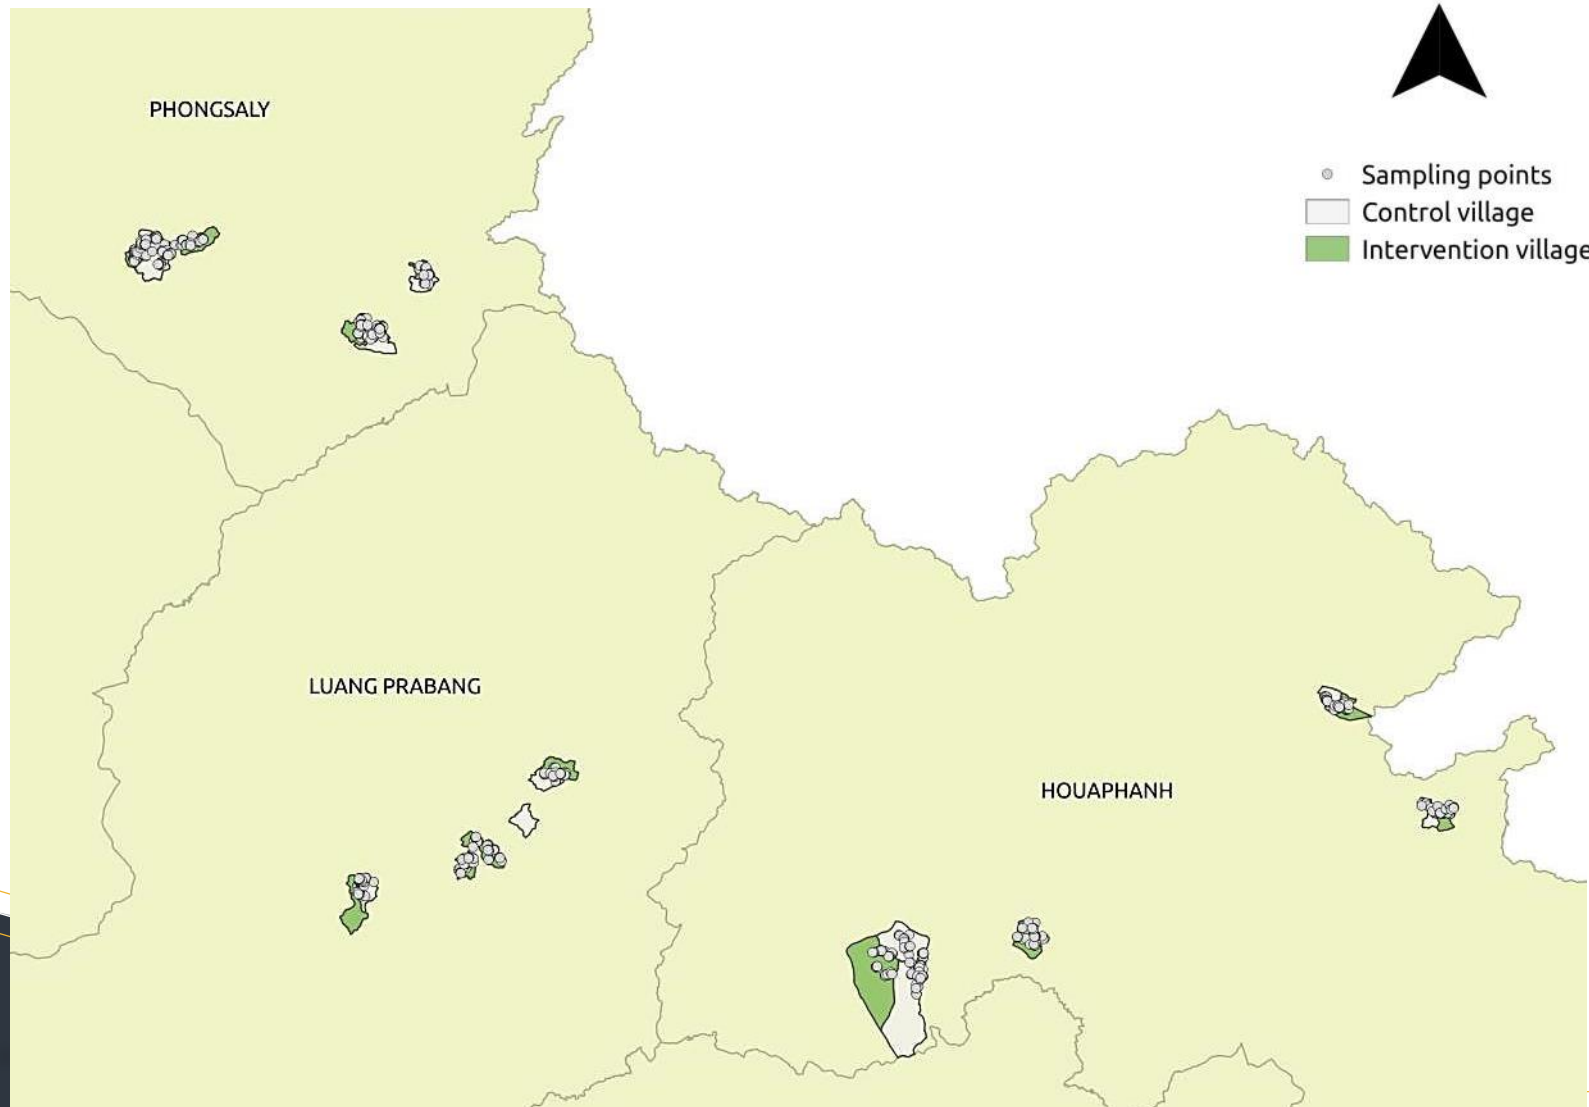 PHONGSALY
Sampling points
Control village
Intervention village
LUANG PRABANG
HOUAPHANH